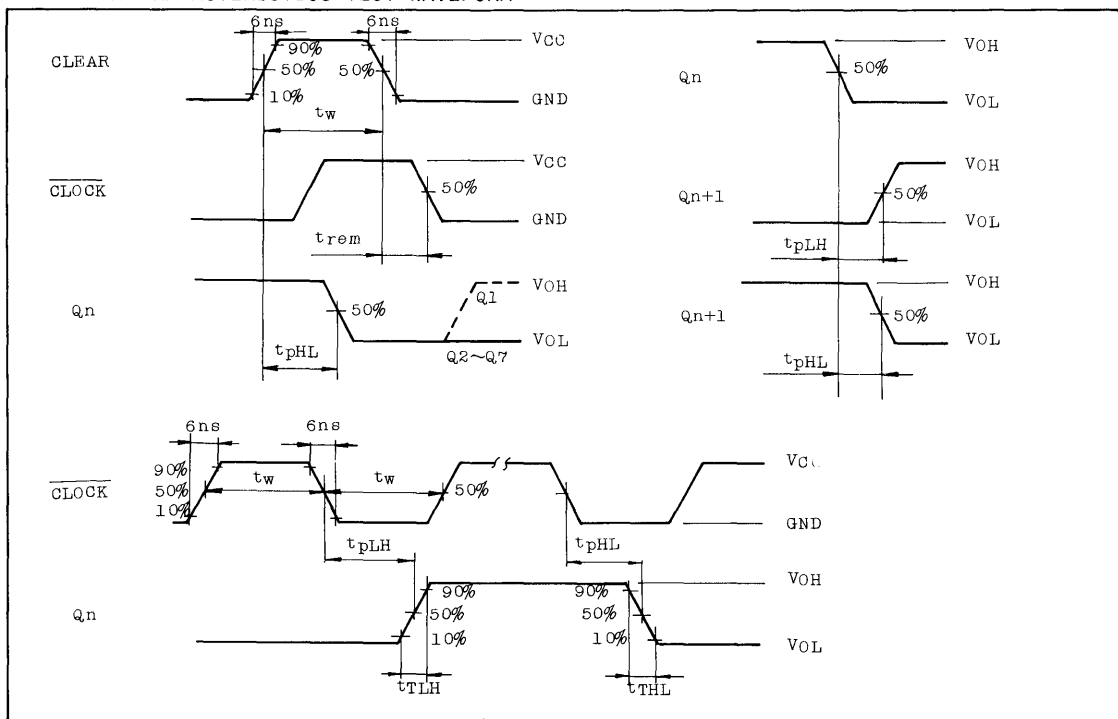 6ns 6ns
CLEAR
90%
50% 50%
10%
VCC
GND
tw
CLOCK
VCC
50%
GND
trem
Qn
50%
Q1
VOH
VOL
Q2~Q7
tpHL
Qn
VOH
50%
VOL
Qn+1
VOH
50%
VOL
tpLH
Qn+1
VOH
50%
VOL
tpHL
6ns 6ns
CLOCK
90%
50%
10%
tw tw
50%
GND
tpLH tpHL
Qn
90% 90%
50% 50%
10% 10%
VOH
VOL
tTLH tTHL